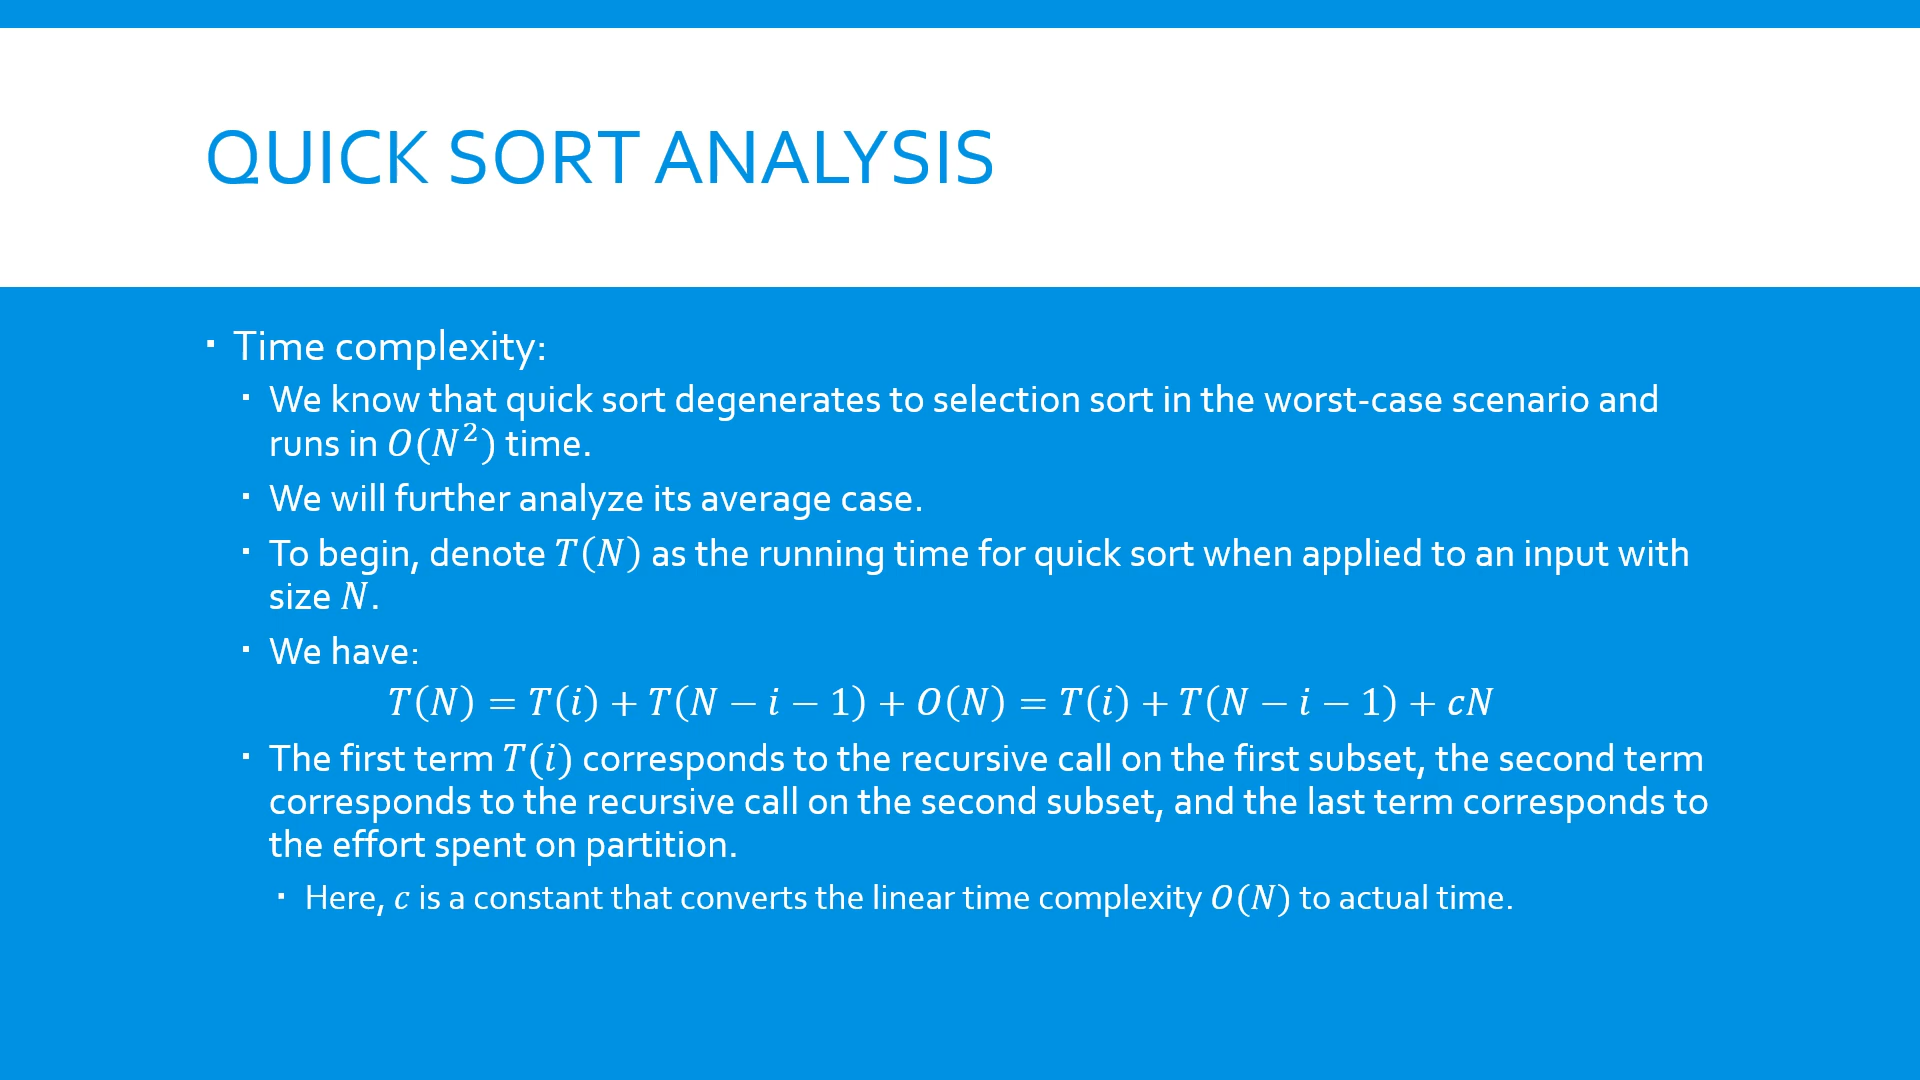 QUICK SORT ANALYSIS
▪ Time complexity:
▪ We know that quick sort degenerates to selection sort in the worst-case scenario and
runs in O(N²) time.
▪ We will further analyze its average case.
▪ To begin, denote T(N) as the running time for quick sort when applied to an input with
size N.
▪ We have:
T(N) = T(i) + T(N − i − 1) + O(N) = T(i) + T(N − i − 1) + cN
▪ The first term T(i) corresponds to the recursive call on the first subset, the second term
corresponds to the recursive call on the second subset, and the last term corresponds to
the effort spent on partition.
▪ Here, c is a constant that converts the linear time complexity O(N) to actual time.